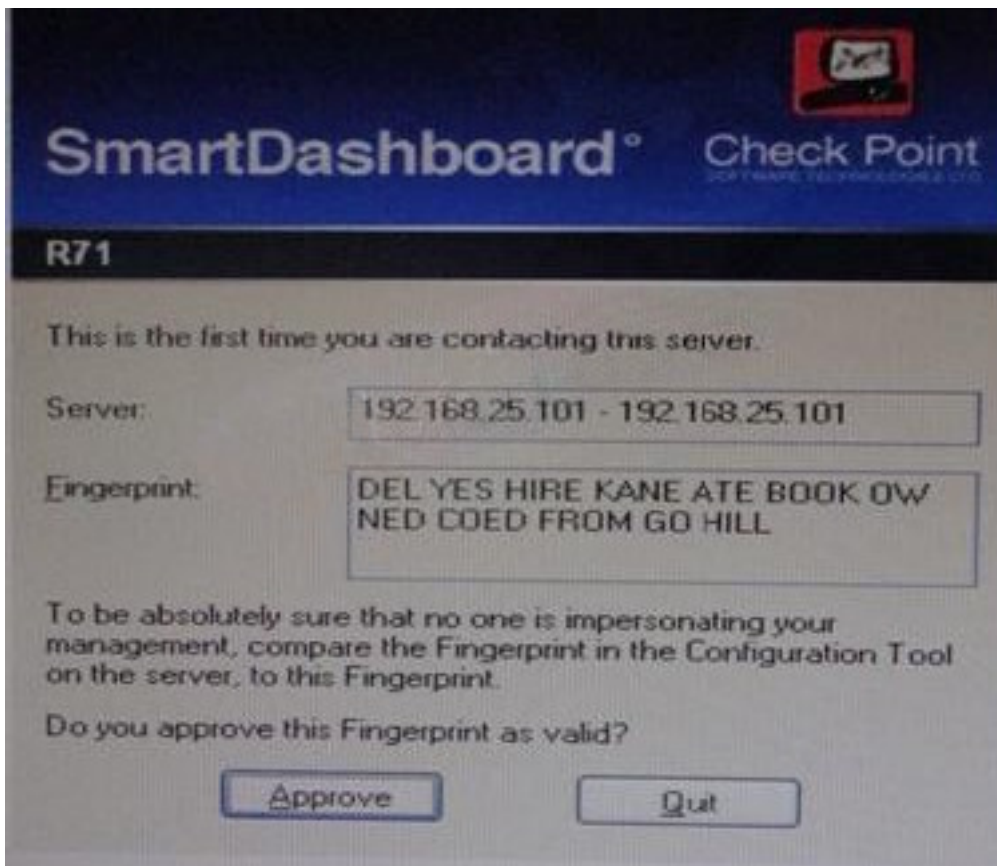 SmartDashboard
Check Point
SOFTWARE TECHNOLOGIES LTD.
R71
This is the first time you are contacting this server.
Server: 192.168.25.101 - 192.168.25.101
Fingerprint: DEL YES HIRE KANE ATE BOOK OW
NED COED FROM GO HILL
To be absolutely sure that no one is impersonating your
management, compare the Fingerprint in the Configuration Tool
on the server, to this Fingerprint.
Do you approve this Fingerprint as valid?
Approve Quit